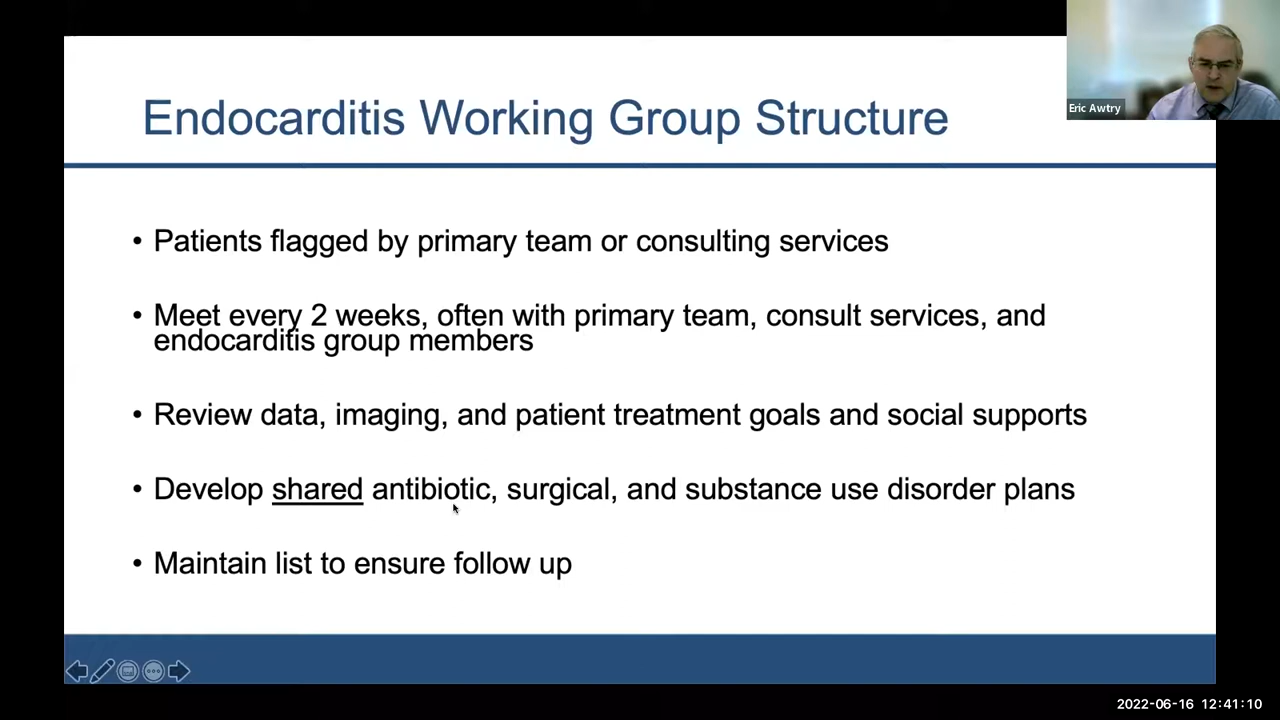 Endocarditis Working Group Structure
Eric Awtry
• Patients flagged by primary team or consulting services
• Meet every 2 weeks, often with primary team, consult services, and
endocarditis group members
• Review data, imaging, and patient treatment goals and social supports
• Develop shared antibiotic, surgical, and substance use disorder plans
• Maintain list to ensure follow up
2022-06-16 12:41:10